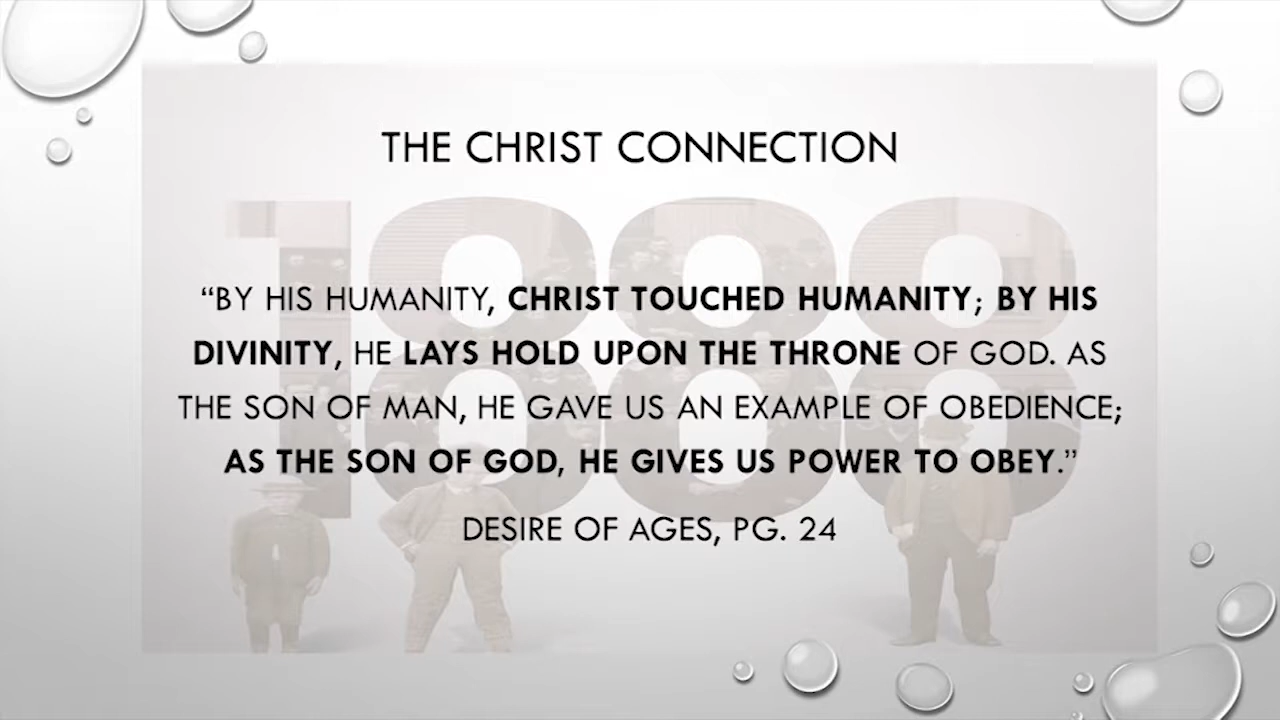 THE CHRIST CONNECTION
1888
“BY HIS HUMANITY, CHRIST TOUCHED HUMANITY; BY HIS
DIVINITY, HE LAYS HOLD UPON THE THRONE OF GOD. AS
THE SON OF MAN, HE GAVE US AN EXAMPLE OF OBEDIENCE;
AS THE SON OF GOD, HE GIVES US POWER TO OBEY.”
DESIRE OF AGES, PG. 24